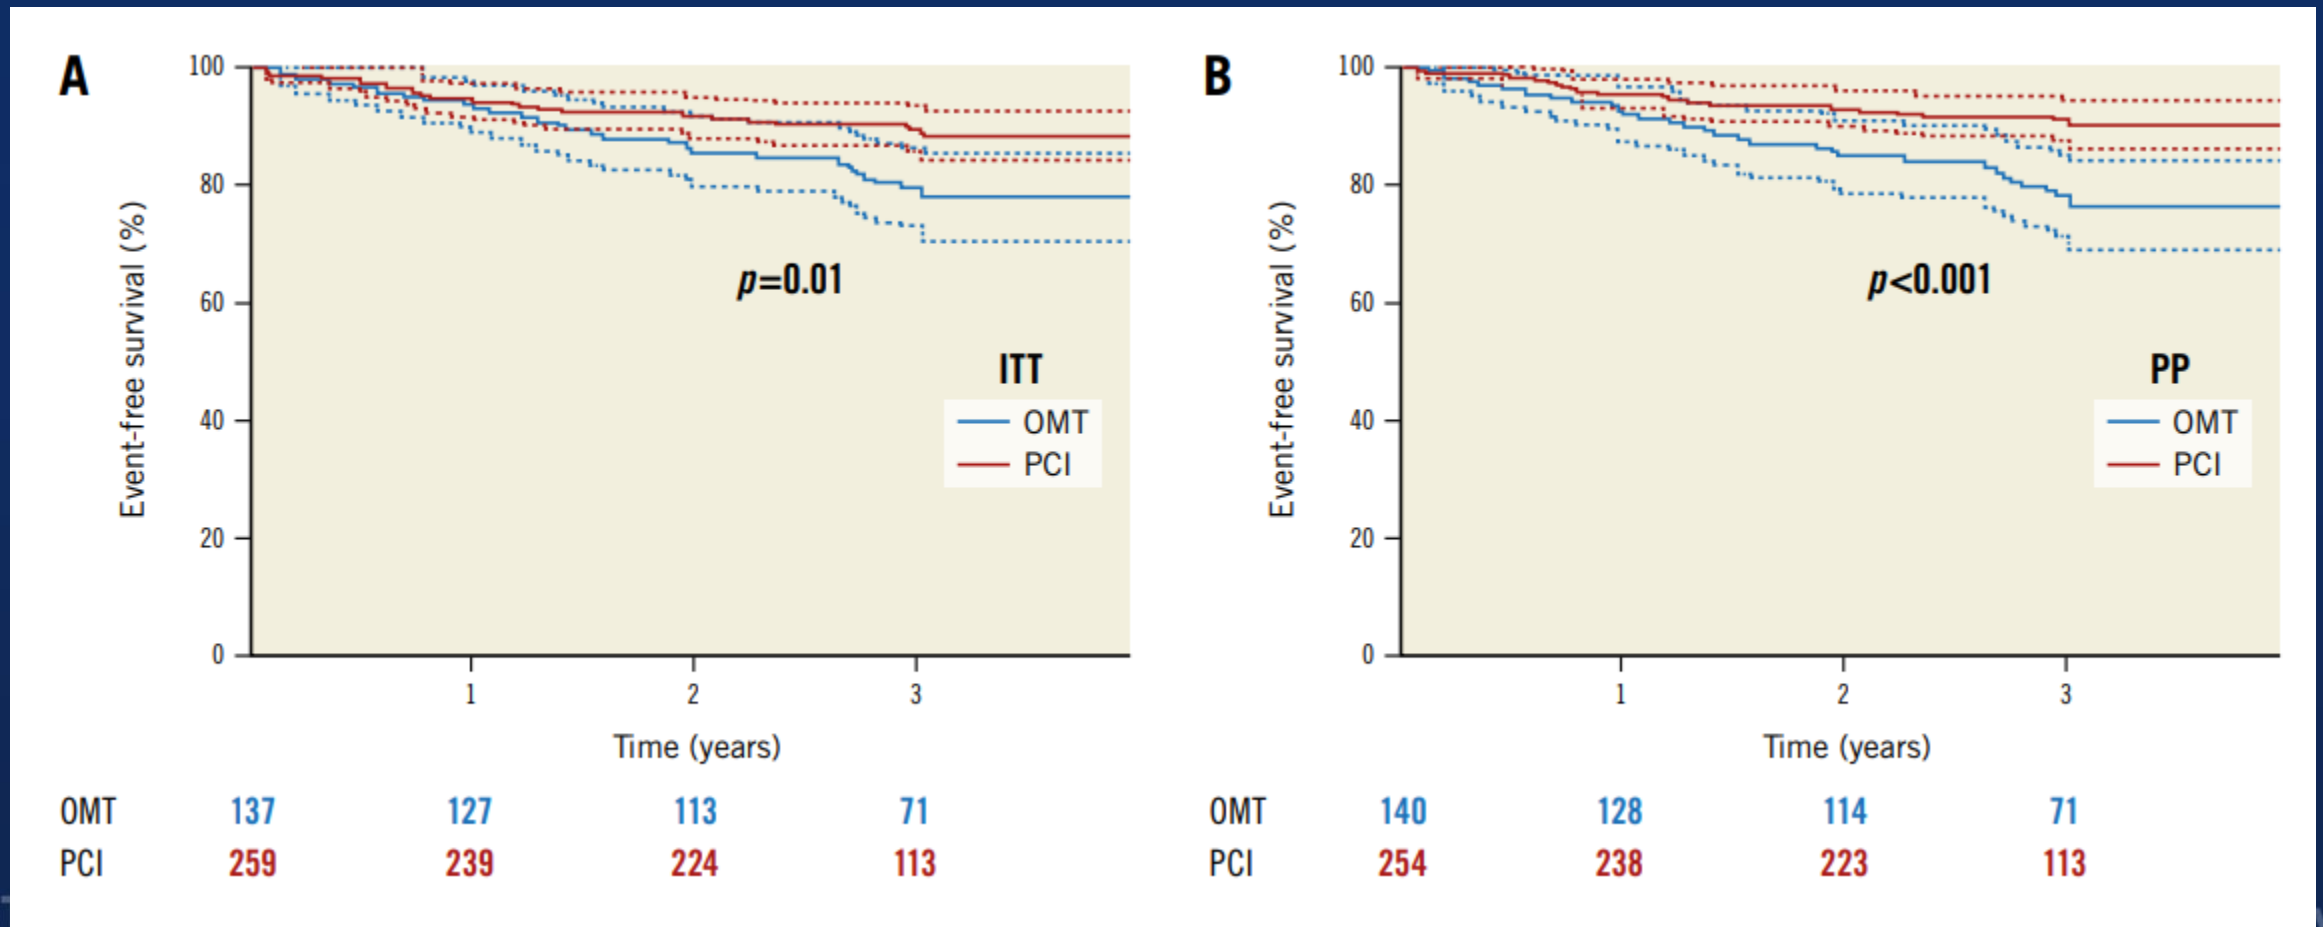 A
100
80
60
40
20
0
Event-free survival (%)
p=0.01
ITT
OMT
PCI
1 2 3
Time (years)
OMT 137 127 113 71
PCI 259 239 224 113
B
100
80
60
40
20
0
Event-free survival (%)
p<0.001
PP
OMT
PCI
1 2 3
Time (years)
OMT 140 128 114 71
PCI 254 238 223 113